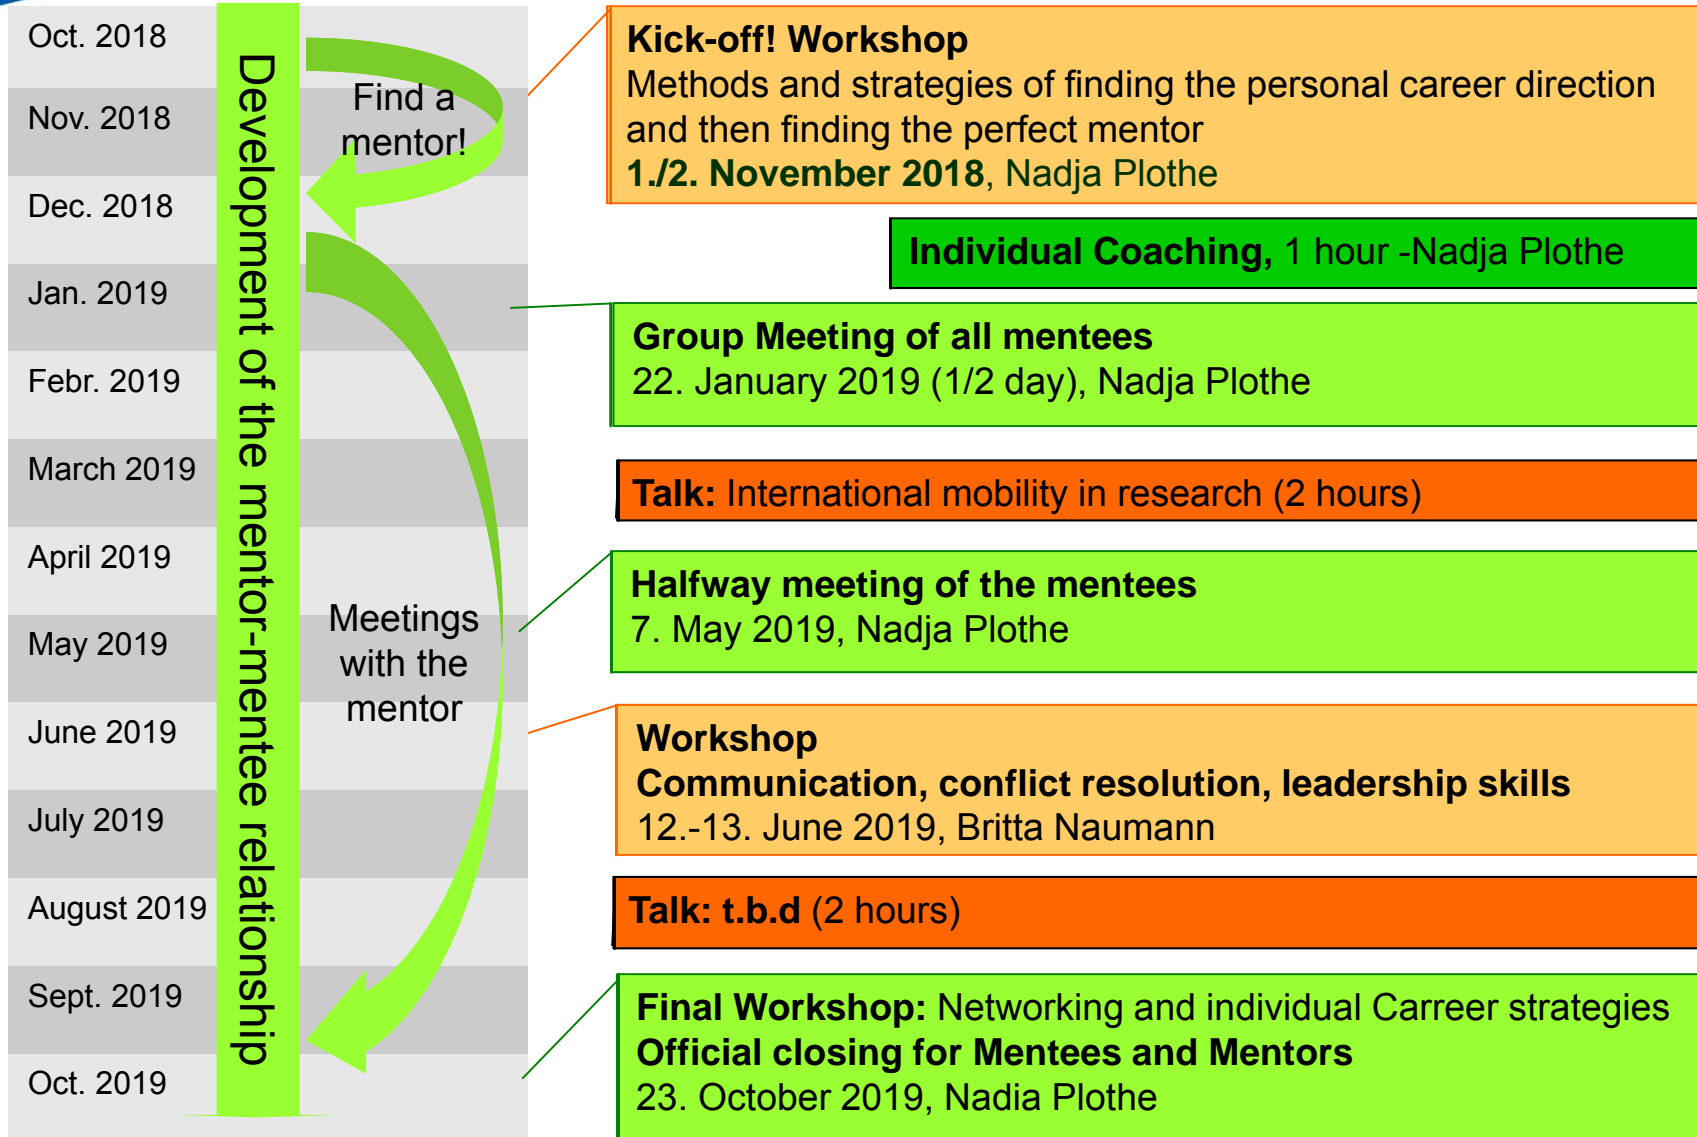 Oct. 2018
Nov. 2018
Dec. 2018
Jan. 2019
Febr. 2019
March 2019
April 2019
May 2019
June 2019
July 2019
August 2019
Sept. 2019
Oct. 2019
Development of the mentor-mentee relationship
Find a
mentor!
Meetings
with the
mentor
Kick-off! Workshop
Methods and strategies of finding the personal career direction
and then finding the perfect mentor
1./2. November 2018, Nadja Plothe
Individual Coaching, 1 hour -Nadja Plothe
Group Meeting of all mentees
22. January 2019 (1/2 day), Nadja Plothe
Talk: International mobility in research (2 hours)
Halfway meeting of the mentees
7. May 2019, Nadja Plothe
Workshop
Communication, conflict resolution, leadership skills
12.-13. June 2019, Britta Naumann
Talk: t.b.d (2 hours)
Final Workshop: Networking and individual Carreer strategies
Official closing for Mentees and Mentors
23. October 2019, Nadia Plothe